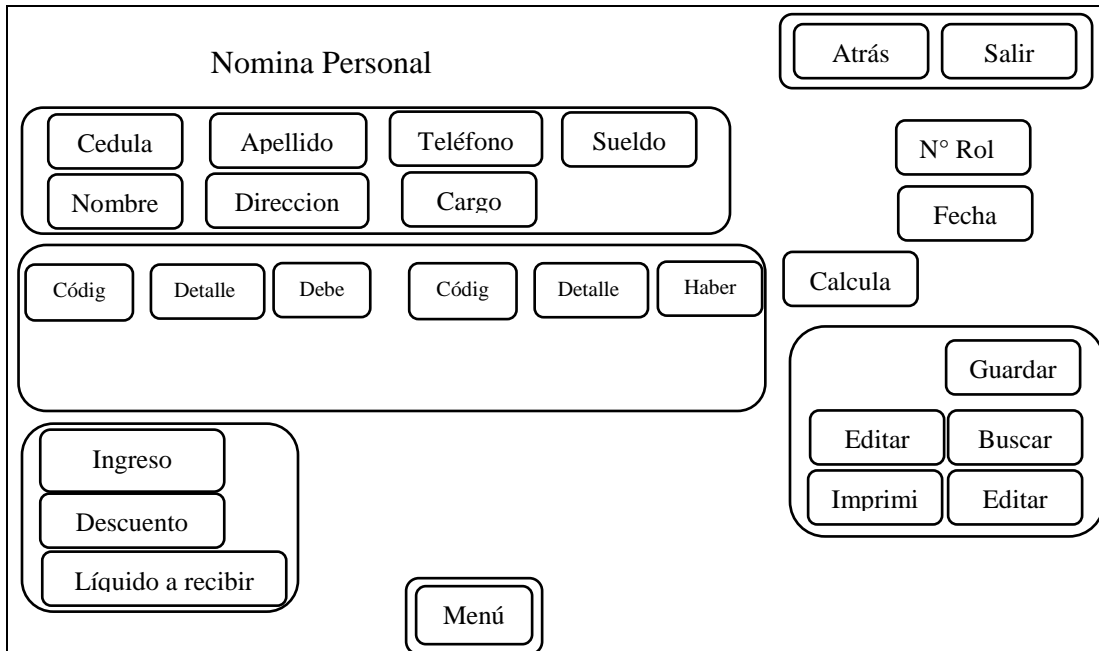 Nomina Personal
Atrás Salir
Cedula Apellido Teléfono Sueldo
N° Rol
Nombre Direccion Cargo
Fecha
Códig Detalle Debe Códig Detalle Haber
Calcula
Guardar
Ingreso
Editar Buscar
Descuento
Imprimi Editar
Líquido a recibir
Menú